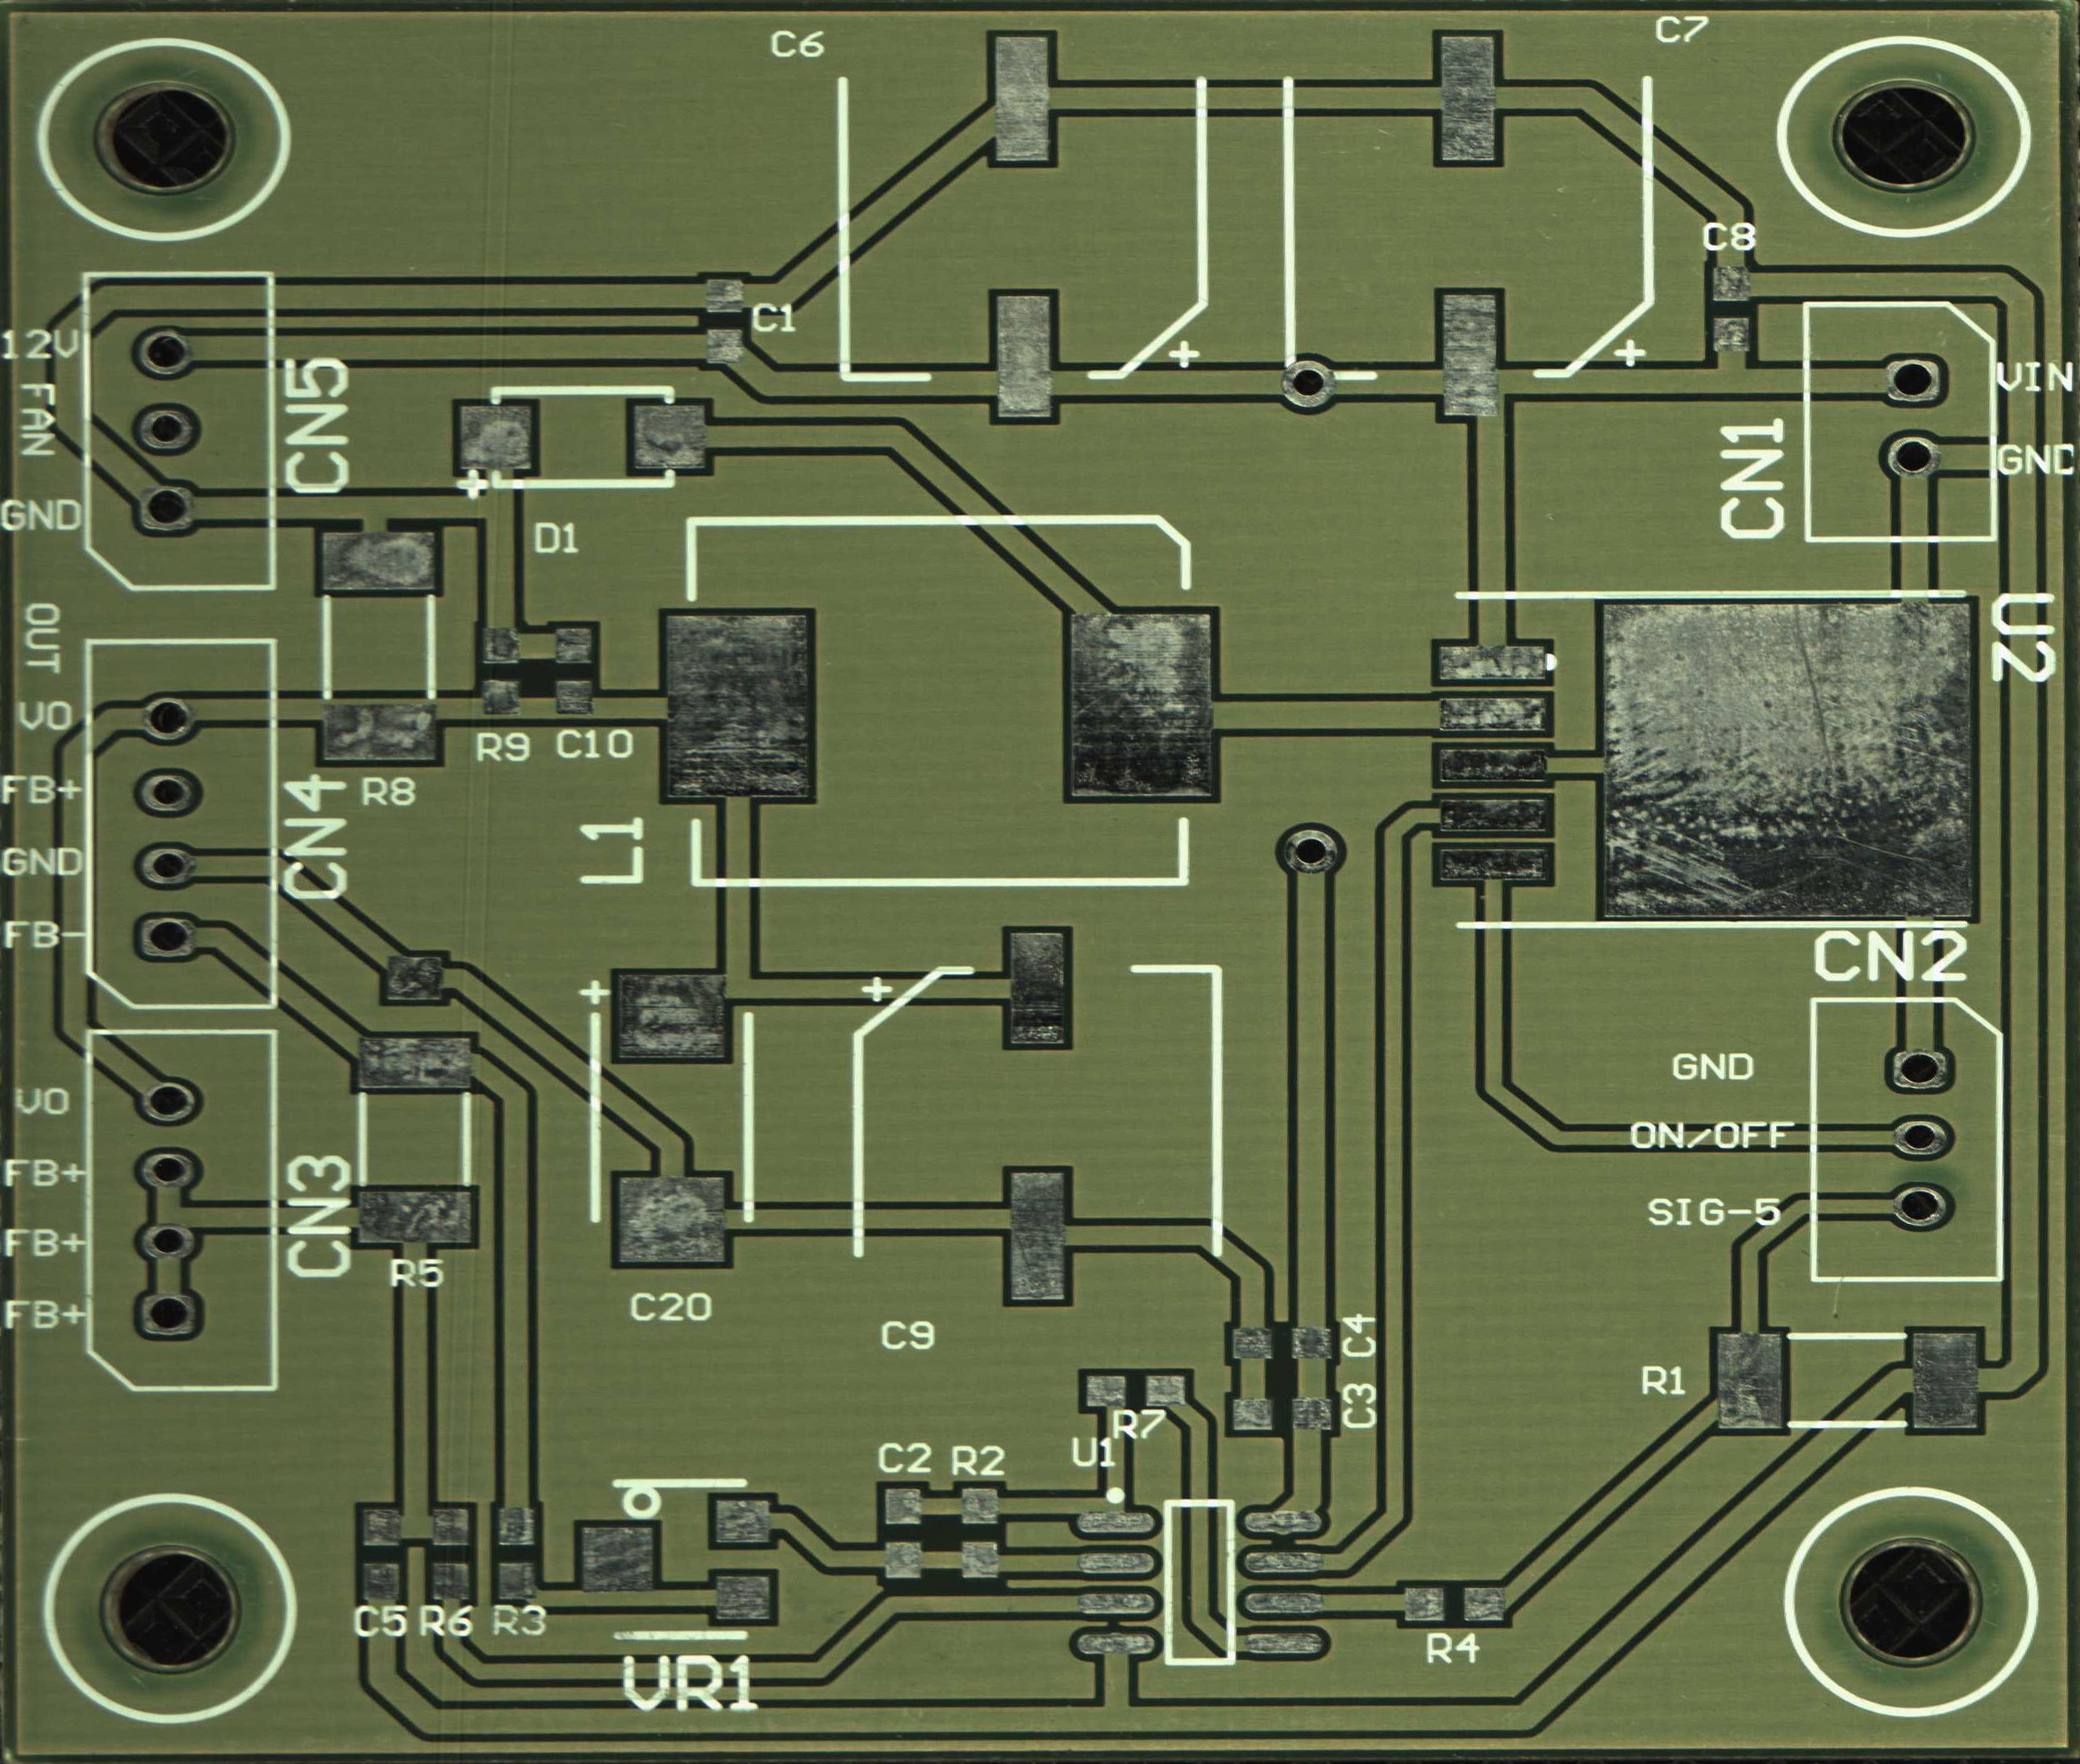 C6
C7
C8
C1
+
+
12V
FAN
GND
CN5
+
D1
CN1
VIN
GND
U2
OUT
VO
FB+
GND
FB-
CN4
R8
R9
C10
L1
CN2
GND
ON/OFF
SIG-5
+
+
VO
FB+
FB+
FB+
CN3
R5
C20
C9
C4
C3
R7
U1
C2
R2
R1
C5
R6
R3
VR1
R4